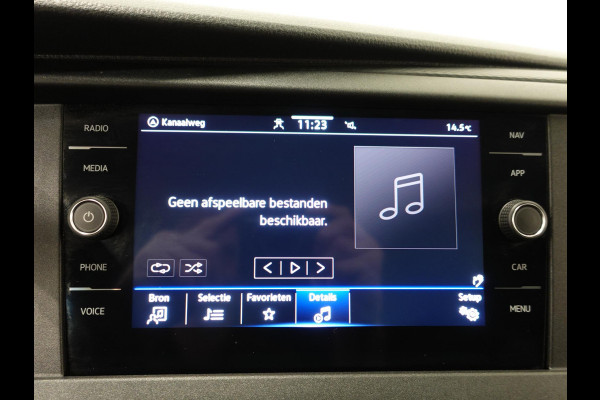 RADIO
MEDIA
PHONE
VOICE
Kanaalweg 11:23 14.5°C
Geen afspeelbare bestanden
beschikbaar.
Bron Selectie Favorieten Details Setup
NAV
APP
CAR
MENU